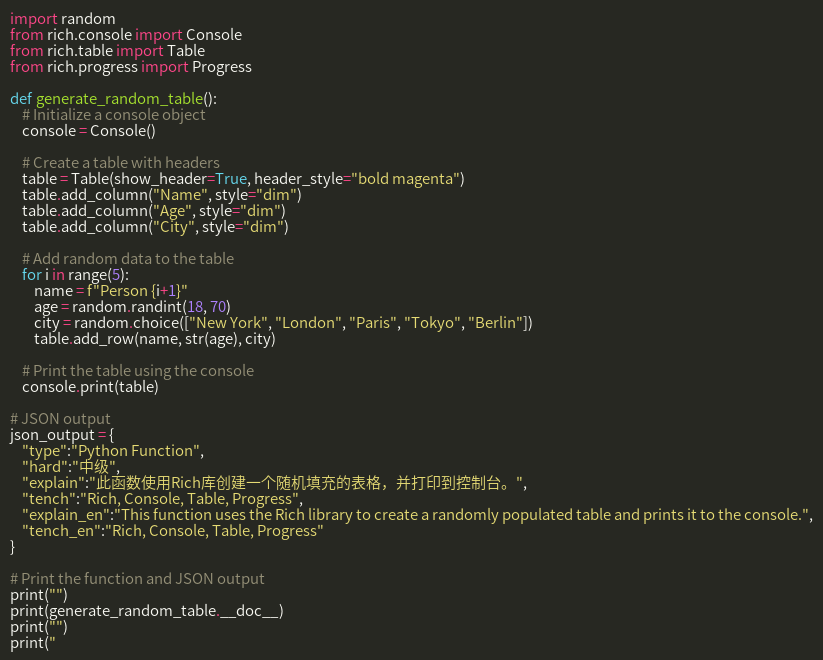 import random
from rich.console import Console
from rich.table import Table
from rich.progress import Progress

def generate_random_table():
    # Initialize a console object
    console = Console()

    # Create a table with headers
    table = Table(show_header=True, header_style="bold magenta")
    table.add_column("Name", style="dim")
    table.add_column("Age", style="dim")
    table.add_column("City", style="dim")

    # Add random data to the table
    for i in range(5):
        name = f"Person {i+1}"
        age = random.randint(18, 70)
        city = random.choice(["New York", "London", "Paris", "Tokyo", "Berlin"])
        table.add_row(name, str(age), city)

    # Print the table using the console
    console.print(table)

# JSON output
json_output = {
    "type":"Python Function",
    "hard":"中级",
    "explain":"此函数使用Rich库创建一个随机填充的表格，并打印到控制台。",
    "tench":"Rich, Console, Table, Progress",
    "explain_en":"This function uses the Rich library to create a randomly populated table and prints it to the console.",
    "tench_en":"Rich, Console, Table, Progress"
}

# Print the function and JSON output
print("")
print(generate_random_table.__doc__)
print("")
print("